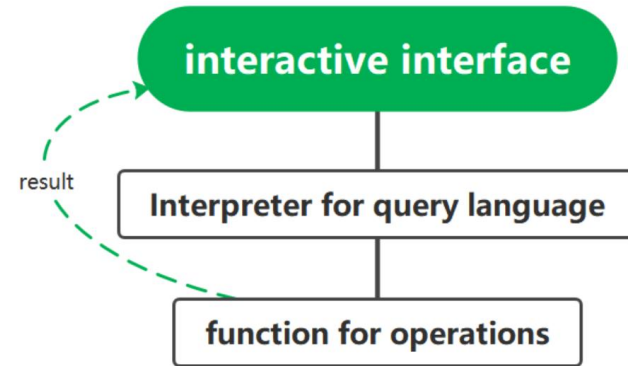 interactive interface
result
Interpreter for query language
function for operations